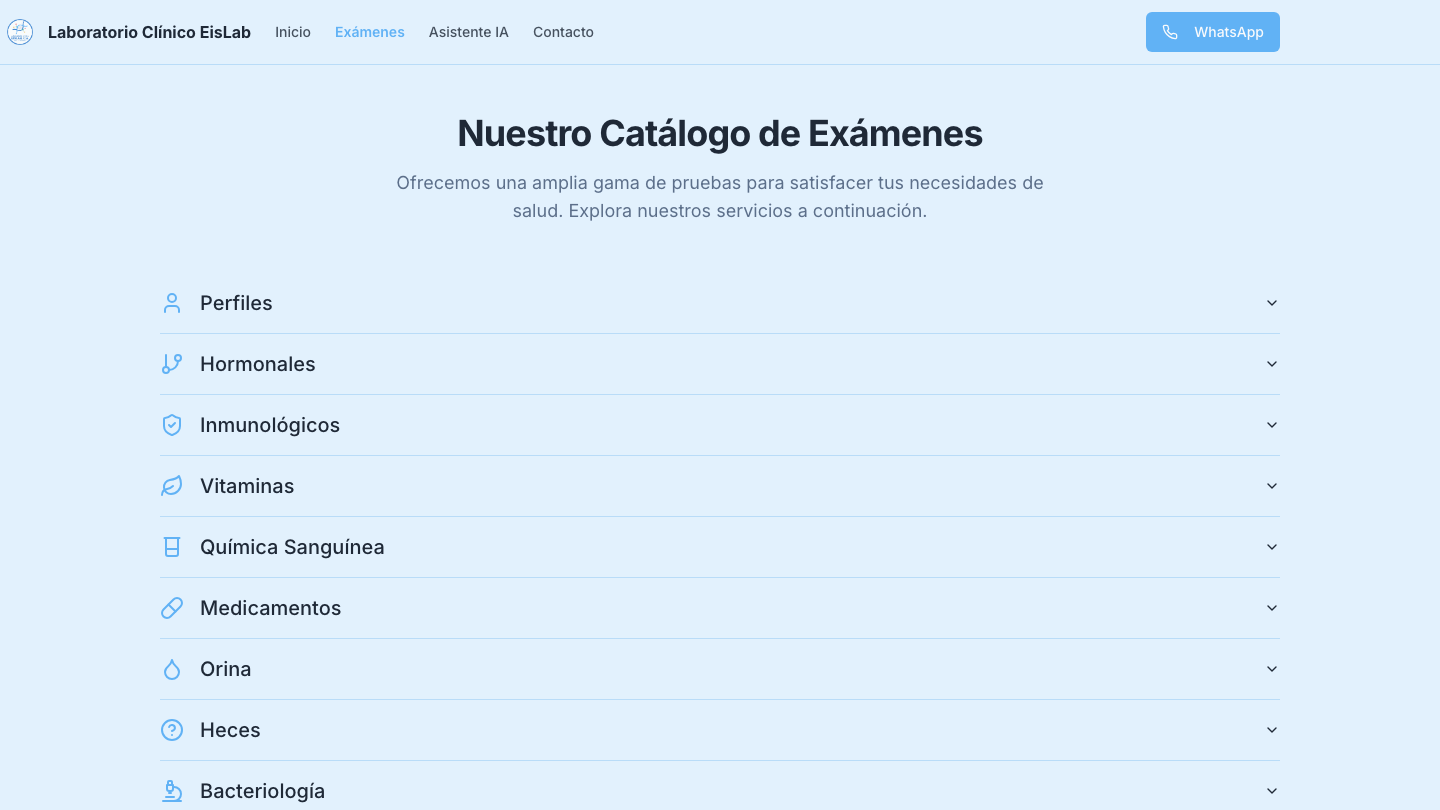 Laboratorio Clínico EisLab
Inicio
Exámenes
Asistente IA
Contacto
WhatsApp
Nuestro Catálogo de Exámenes
Ofrecemos una amplia gama de pruebas para satisfacer tus necesidades de
salud. Explora nuestros servicios a continuación.
Perfiles
Hormonales
Inmunológicos
Vitaminas
Química Sanguínea
Medicamentos
Orina
Heces
Bacteriología